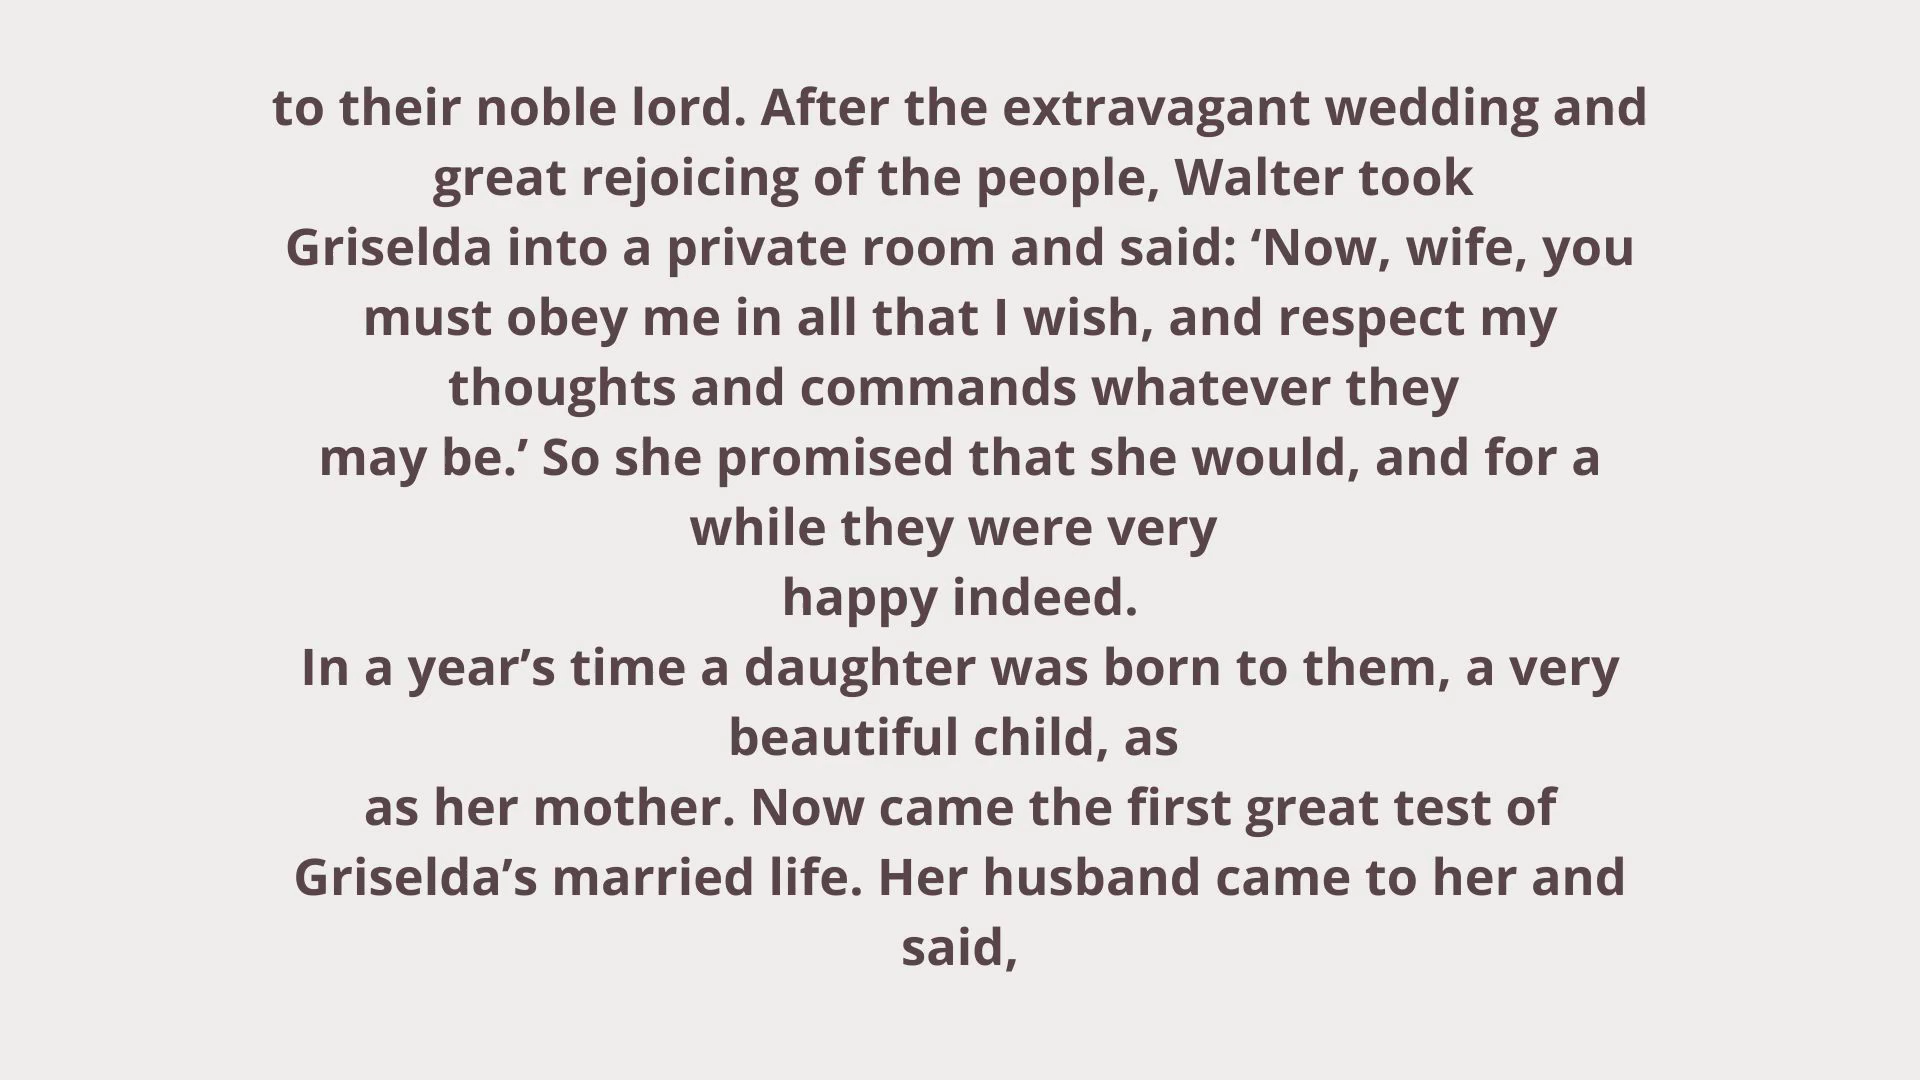 to their noble lord. After the extravagant wedding and
great rejoicing of the people, Walter took
Griselda into a private room and said: ‘Now, wife, you
must obey me in all that I wish, and respect my
thoughts and commands whatever they
may be.’ So she promised that she would, and for a
while they were very
happy indeed.
In a year’s time a daughter was born to them, a very
beautiful child, as
as her mother. Now came the first great test of
Griselda’s married life. Her husband came to her and
said,